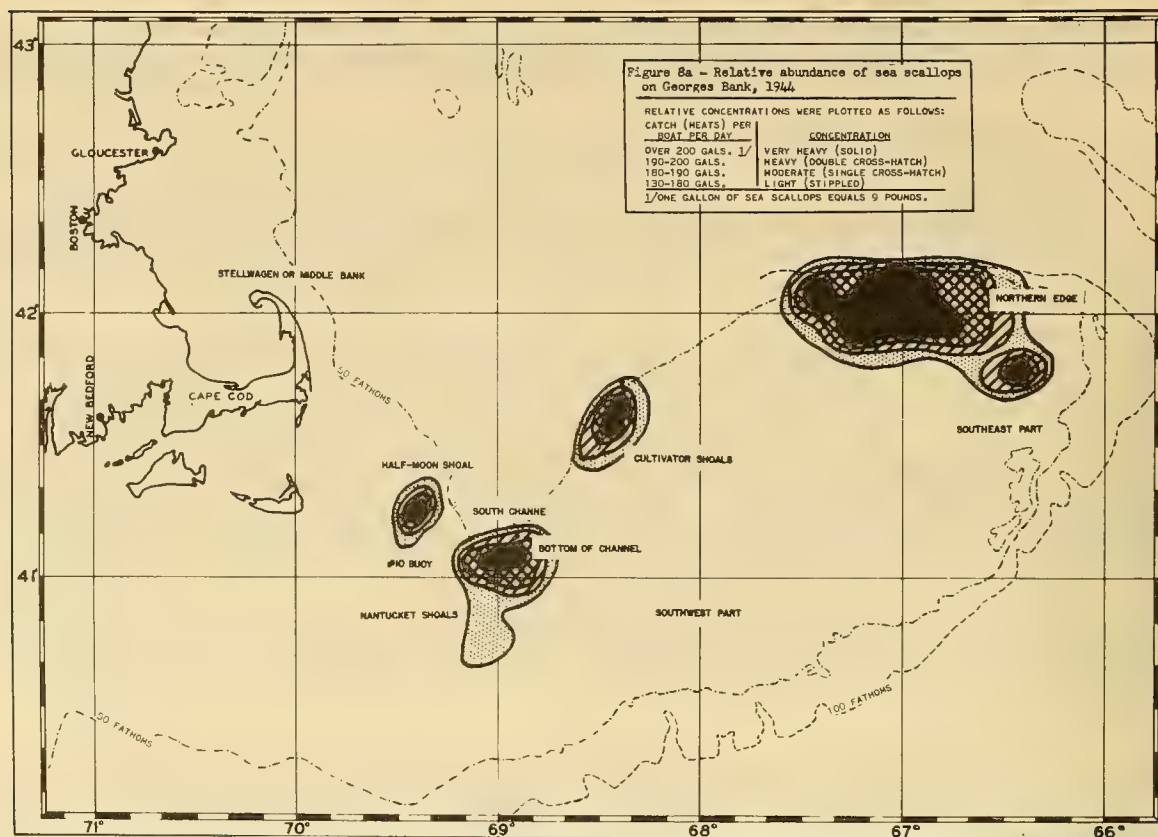 43°
Figure 8a - Relative abundance of sea scallops
on Georges Bank, 1944
RELATIVE CONCENTRATIONS WERE PLOTTED AS FOLLOWS:
CATCH (MEATS) PER
BOAT PER DAY CONCENTRATION
OVER 200 GALS. 1/ VERY HEAVY (SOLID)
190-200 GALS. HEAVY (DOUBLE CROSS-HATCH)
180-190 GALS. MODERATE (SINGLE CROSS-HATCH)
130-180 GALS. LIGHT (STIPPLED)
1/ONE GALLON OF SEA SCALLOPS EQUALS 9 POUNDS.
GLOUCESTER
BOSTON
STELLWAGEN OR MIDDLE BANK
42°
NORTHERN EDGE
50 FATHOMS
NEW BEDFORD
CAPE COD
SOUTHEAST PART
CULTIVATOR SHOALS
HALF-MOON SHOAL
SOUTH CHANNE
BOTTOM OF CHANNEL
#10 BUOY
41°
NANTUCKET SHOALS
SOUTHWEST PART
50 FATHOMS
100 FATHOMS
71° 70° 69° 68° 67° 66°